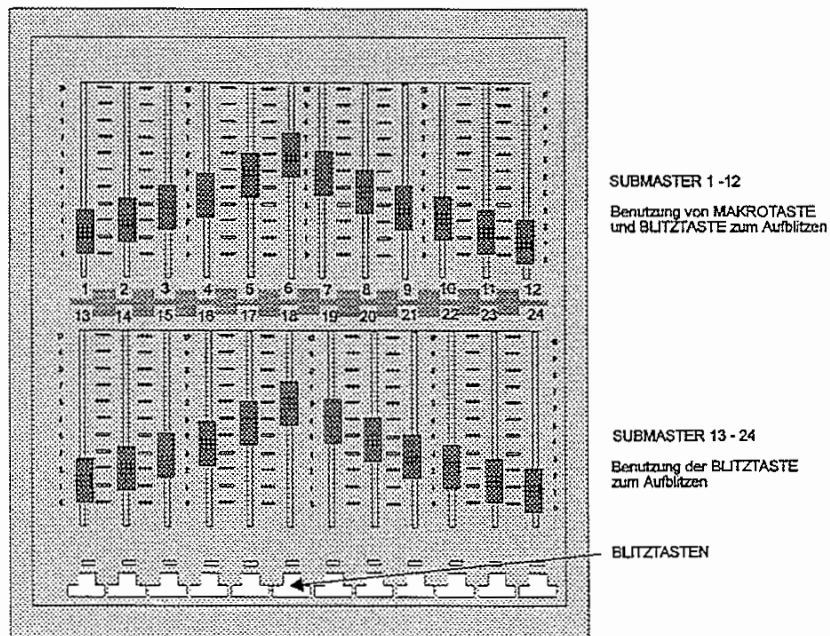 SUBMASTER 1 -12
Benutzung von MAKROTASTE
und BLITZTASTE zum Aufblitzen
1 2 3 4 5 6 7 8 9 10 11 12
13 14 15 16 17 18 19 20 21 22 23 24
SUBMASTER 13 - 24
Benutzung der BLITZTASTE
zum Aufblitzen
BLITZTASTEN